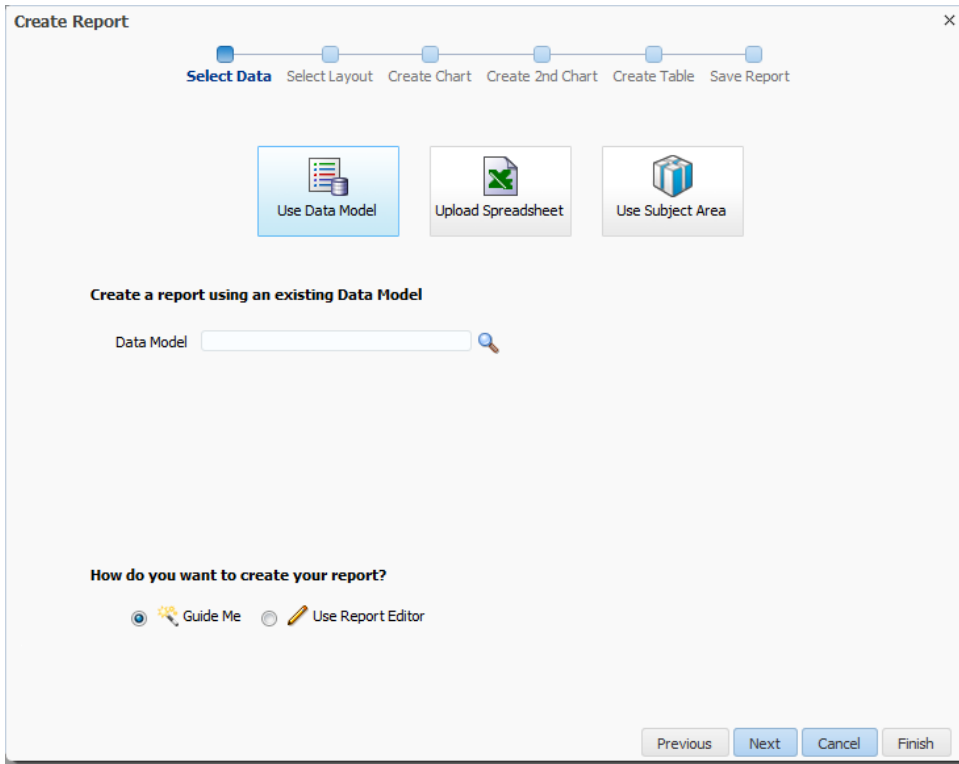 Create Report
Select Data Select Layout Create Chart Create 2nd Chart Create Table Save Report
Use Data Model Upload Spreadsheet Use Subject Area
Create a report using an existing Data Model
Data Model
How do you want to create your report?
Guide Me Use Report Editor
Previous Next Cancel Finish